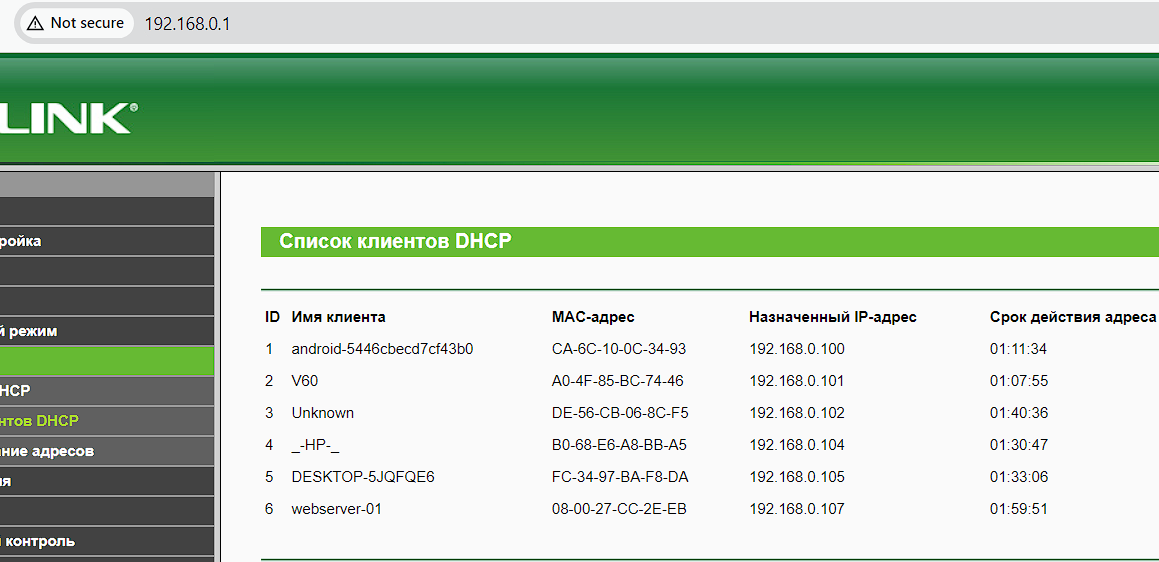 Not secure 192.168.0.1
LINK®
ройка
й режим
НСР
нтов DHCP
ние адресов
ия
контроль
Список клиентов DHCP
ID Имя клиента MAC-адрес Назначенный IP-адрес Срок действия адреса
1 android-5446cbecd7cf43b0 CA-6C-10-0C-34-93 192.168.0.100 01:11:34
2 V60 A0-4F-85-BC-74-46 192.168.0.101 01:07:55
3 Unknown DE-56-CB-06-8C-F5 192.168.0.102 01:40:36
4 _-HP-_ B0-68-E6-A8-BB-A5 192.168.0.104 01:30:47
5 DESKTOP-5JQFQE6 FC-34-97-BA-F8-DA 192.168.0.105 01:33:06
6 webserver-01 08-00-27-CC-2E-EB 192.168.0.107 01:59:51